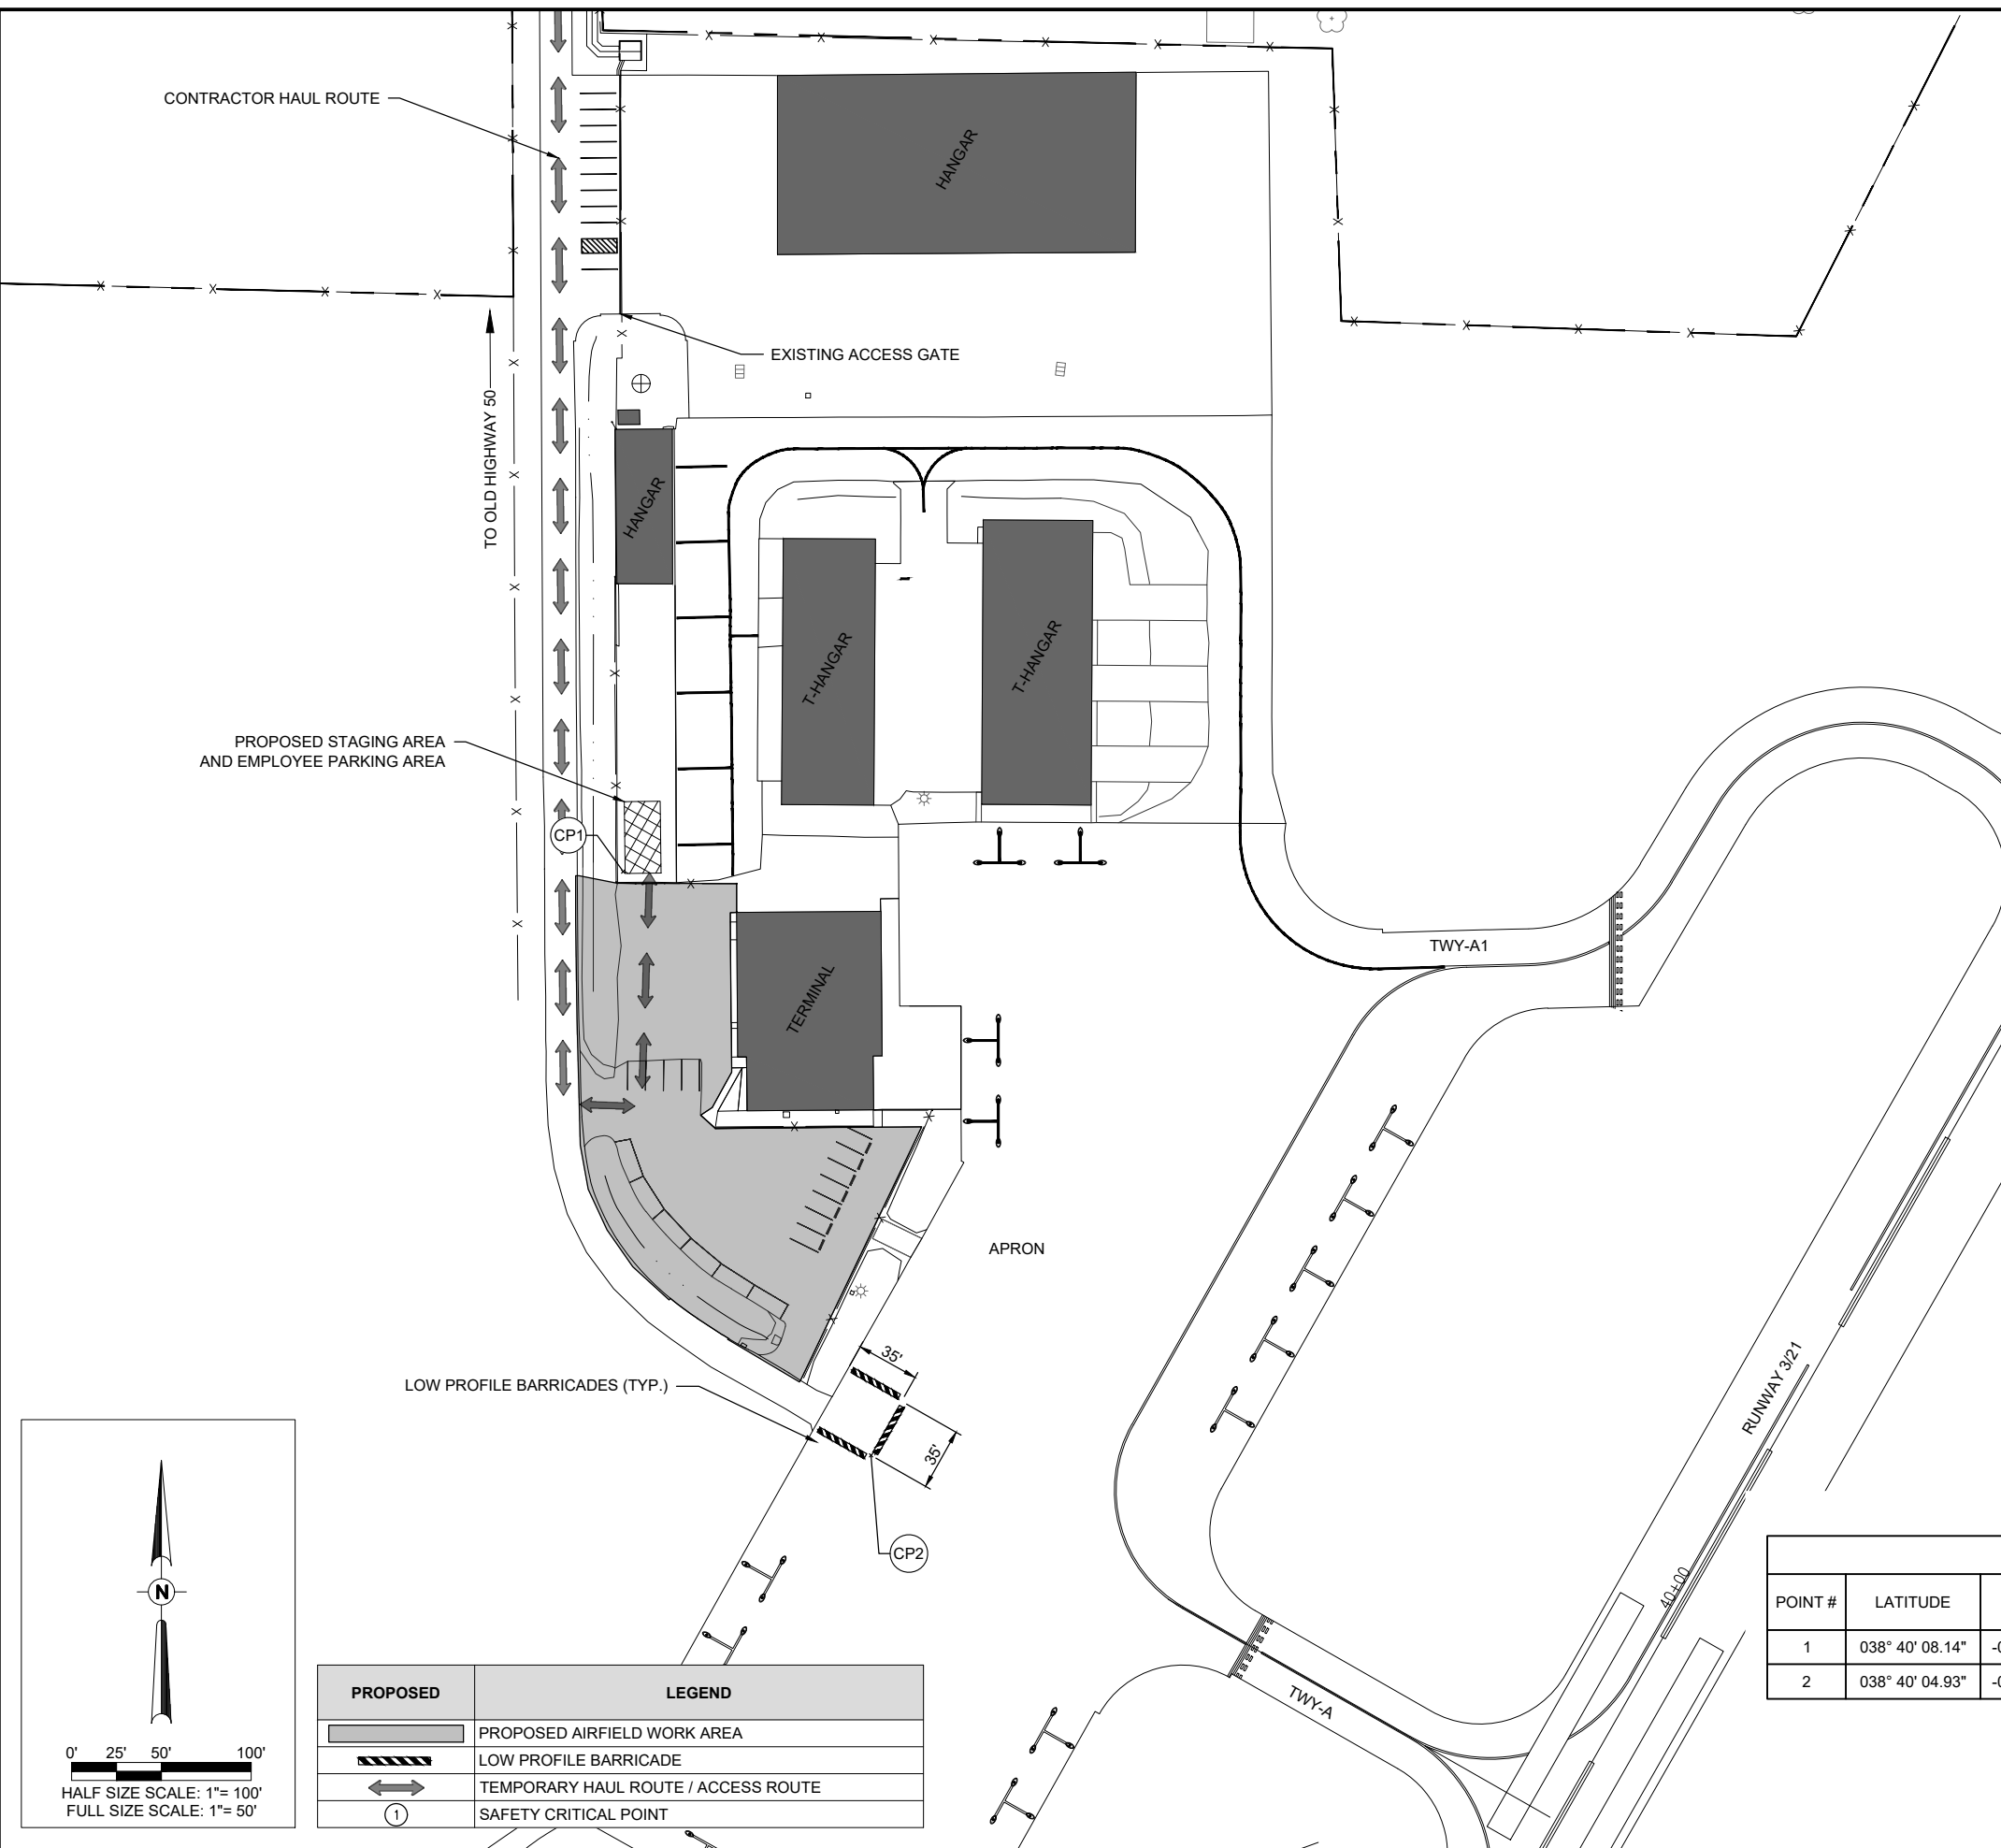 CONTRACTOR HAUL ROUTE
HANGAR
EXISTING ACCESS GATE
TO OLD HIGHWAY 50
HANGAR
T-HANGAR
T-HANGAR
PROPOSED STAGING AREA
AND EMPLOYEE PARKING AREA
CP1
TWY-A1
TERMINAL
APRON
35'
LOW PROFILE BARRICADES (TYP.)
35'
RUNWAY 3/21
CP2
40+00
TWY-A
N
0' 25' 50' 100'
HALF SIZE SCALE: 1"= 100'
FULL SIZE SCALE: 1"= 50'
PROPOSED LEGEND
PROPOSED AIRFIELD WORK AREA
LOW PROFILE BARRICADE
TEMPORARY HAUL ROUTE / ACCESS ROUTE
1 SAFETY CRITICAL POINT
POINT # LATITUDE
1 038° 40' 08.14"
2 038° 40' 04.93"